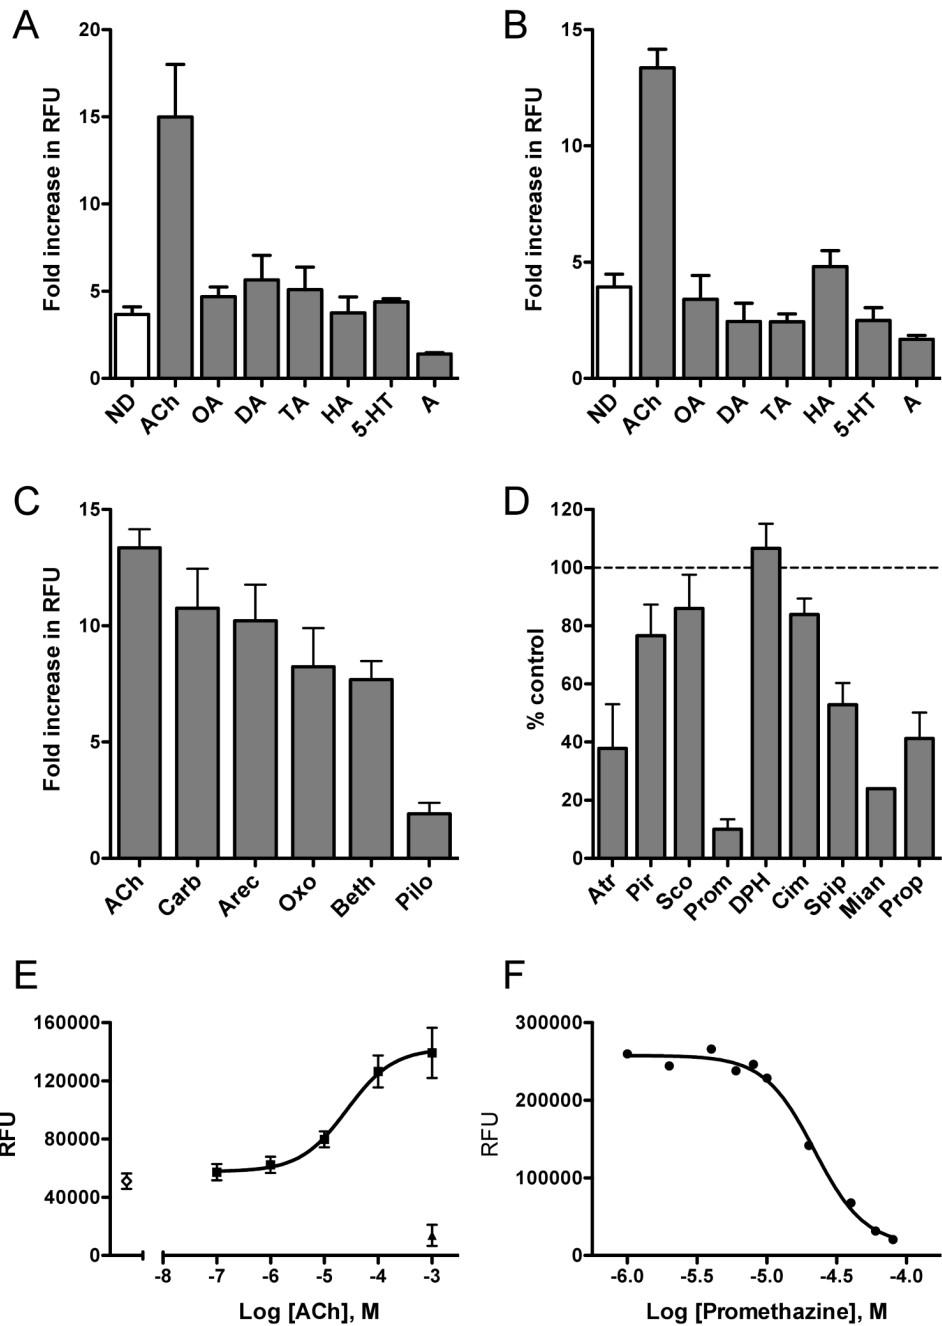 A
Fold increase in RFU
20
15
10
5
0
ND ACh OA DA TA HA 5-HT A
B
Fold increase in RFU
15
10
5
0
ND ACh OA DA TA HA 5-HT A
C
Fold increase in RFU
15
10
5
0
ACh Carb Arec Oxo Beth Pilo
D
% control
120
100
80
60
40
20
0
Atr Pir Sco Prom DPH Cim Spip Mian Prop
E
RFU
160000
120000
80000
40000
0
-8 -7 -6 -5 -4 -3
Log [ACh], M
F
RFU
300000
200000
100000
0
-6.0 -5.5 -5.0 -4.5 -4.0
Log [Promethazine], M